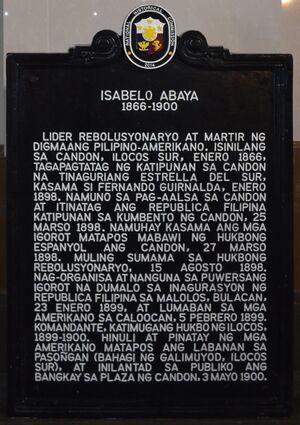 NATIONAL HISTORICAL COMMISSION
2014
ISABELO ABAYA
1866-1900
LIDER REBOLUSYONARYO AT MARTIR NG
DIGMAANG PILIPINO-AMERIKANO. ISINILANG
SA CANDON, ILOCOS SUR, ENERO 1866,
TAGAPAGTATAG NG KATIPUNAN SA CANDON
NA TINAGURIANG ESTRELLA DEL SUR,
KASAMA SI FERNANDO GUIRNALDA, ENERO
1898. NAMUNO SA PAG-AALSA SA CANDON
AT ITINATAG ANG REPUBLICA FILIPINA
KATIPUNAN SA KUMBENTO NG CANDON, 25
MARSO 1898. NAMUHAY KASAMA ANG MGA
IGOROT MATAPOS MABAWI NG HUKBONG
ESPANYOL ANG CANDON, 27 MARSO
1898. MULING SUMAMA SA HUKBONG
REBOLUSYONARYO, 15 AGOSTO 1898.
NAG-ORGANISA AT NANGUNA SA PUWERSANG
IGOROT NA DUMALO SA INAGURASYON NG
REPUBLICA FILIPINA SA MALOLOS, BULACAN,
23 ENERO 1899, AT LUMABAN SA MGA
AMERIKANO SA CALOOCAN, 5 PEBRERO 1899.
KOMANDANTE, KATIMUGANG HUKBO NG ILOCOS,
1899-1900. HINULI AT PINATAY NG MGA
AMERIKANO MATAPOS ANG LABANAN SA
PASOÑGAN (BAHAGI NG GALIMUYOD, ILOCOS
SUR), AT INILANTAD SA PUBLIKO ANG
BANGKAY SA PLAZA NG CANDON, 3 MAYO 1900.